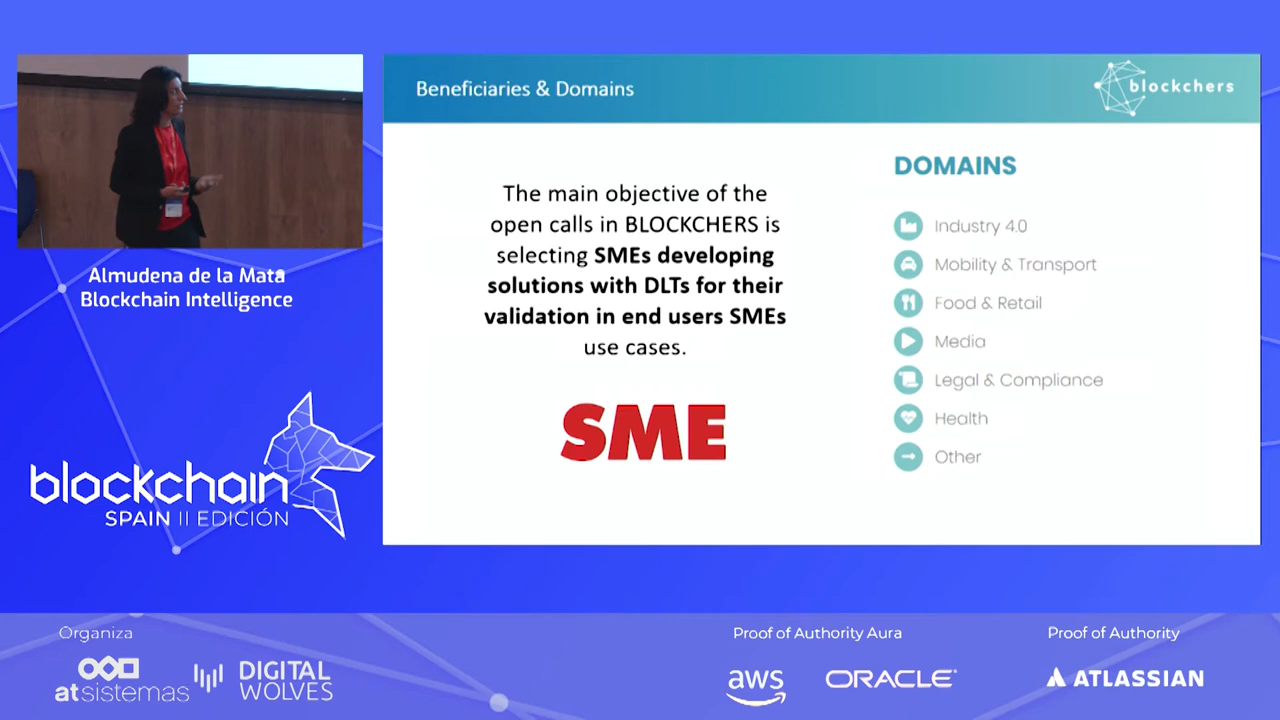 Almudena de la Mata
Blockchain Intelligence
blockchain
SPAIN II EDICIÓN
Beneficiaries & Domains
blockchers
The main objective of the
open calls in BLOCKCHERS is
selecting SMEs developing
solutions with DLTs for their
validation in end users SMEs
use cases.
SME
DOMAINS
Industry 4.0
Mobility & Transport
Food & Retail
Media
Legal & Compliance
Health
Other
Organiza
atsistemas
DIGITAL
WOLVES
Proof of Authority Aura
aws
ORACLE
Proof of Authority
ATLASSIAN